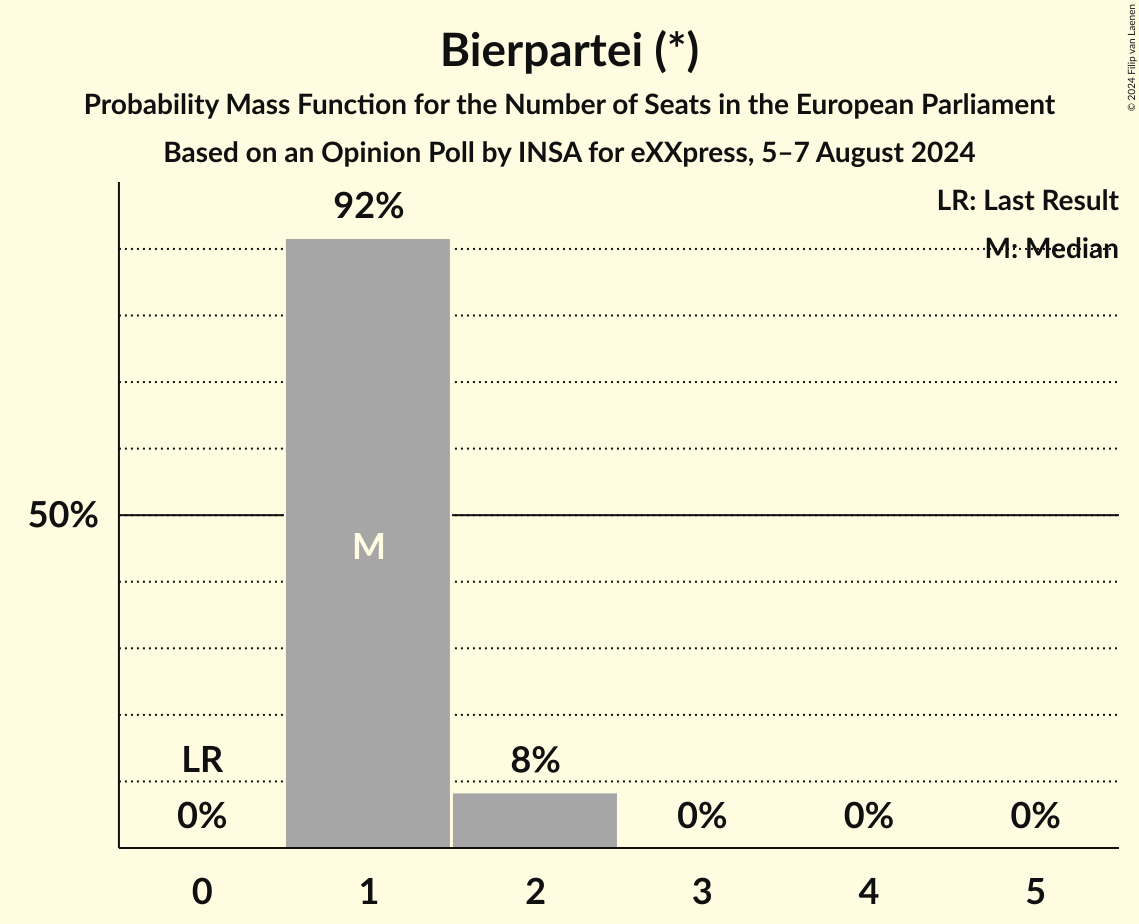 Bierpartei (*)
Probability Mass Function for the Number of Seats in the European Parliament
Based on an Opinion Poll by INSA for eXXpress, 5–7 August 2024
© 2024 Filip van Laenen
LR: Last Result
M: Median
92%
50%
M
LR
8%
0%
0%
0%
0%
0
1
2
3
4
5